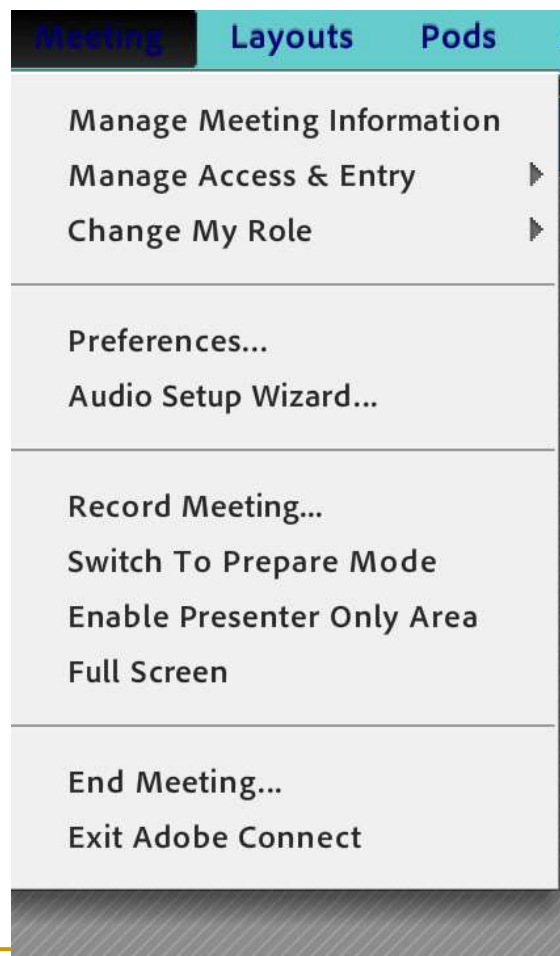 Meeting Layouts Pods
Manage Meeting Information
Manage Access & Entry
Change My Role
Preferences...
Audio Setup Wizard...
Record Meeting...
Switch To Prepare Mode
Enable Presenter Only Area
Full Screen
End Meeting...
Exit Adobe Connect